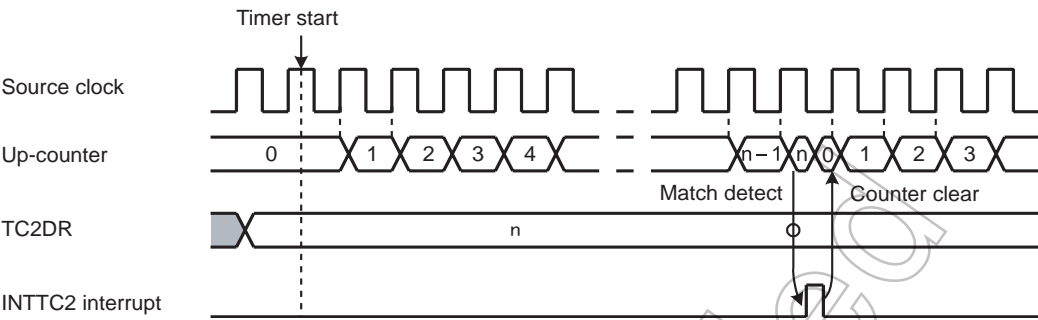 Timer start
Source clock
Up-counter 0 1 2 3 4 n – 1 n 0 1 2 3
Match detect Counter clear
TC2DR n
INTTC2 interrupt